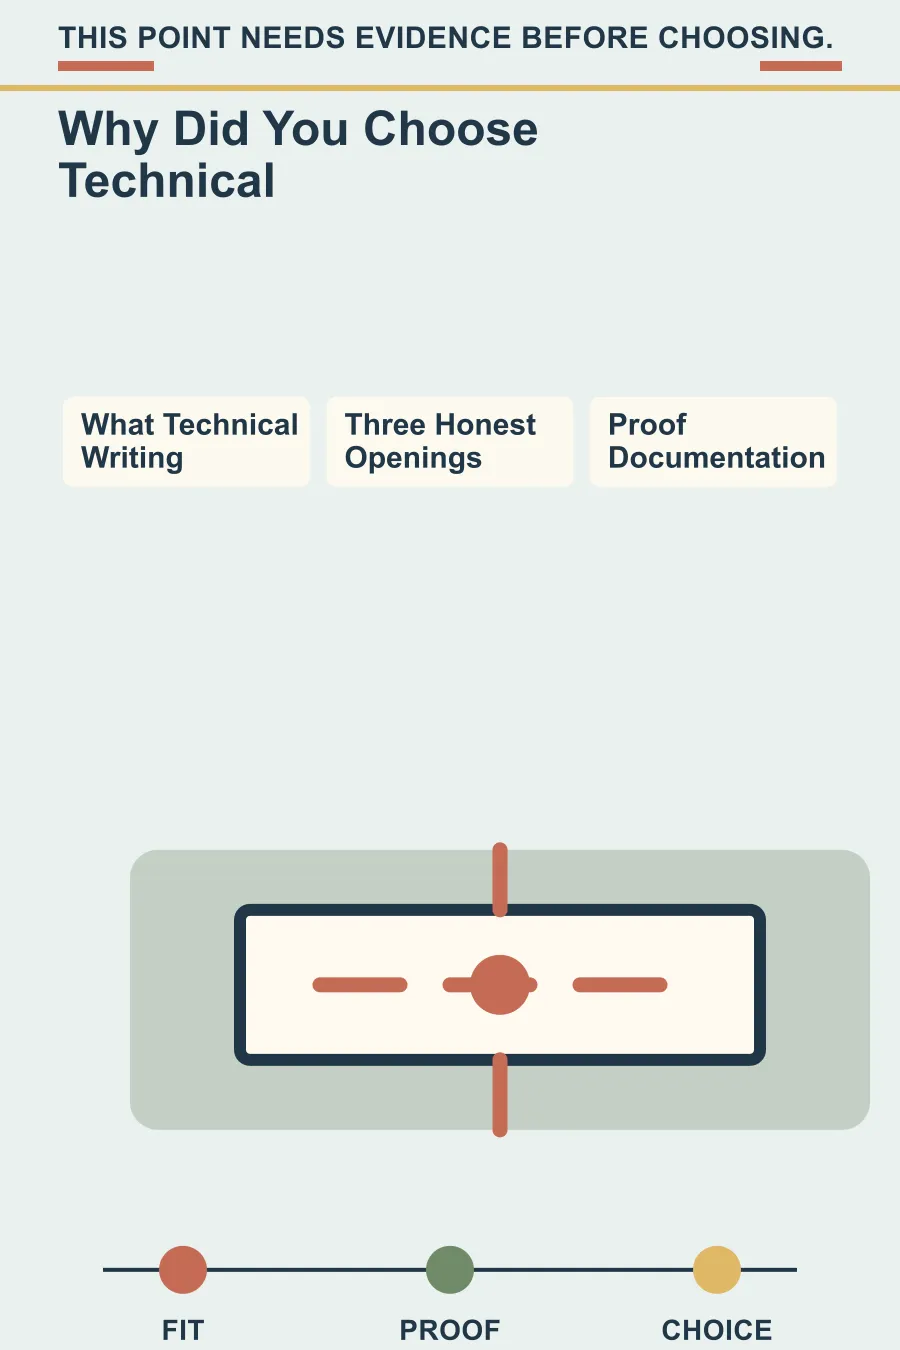 THIS POINT NEEDS EVIDENCE BEFORE CHOOSING.
Why Did You Choose
Technical
What Technical
Writing
Three Honest
Openings
Proof
Documentation
FIT
PROOF
CHOICE